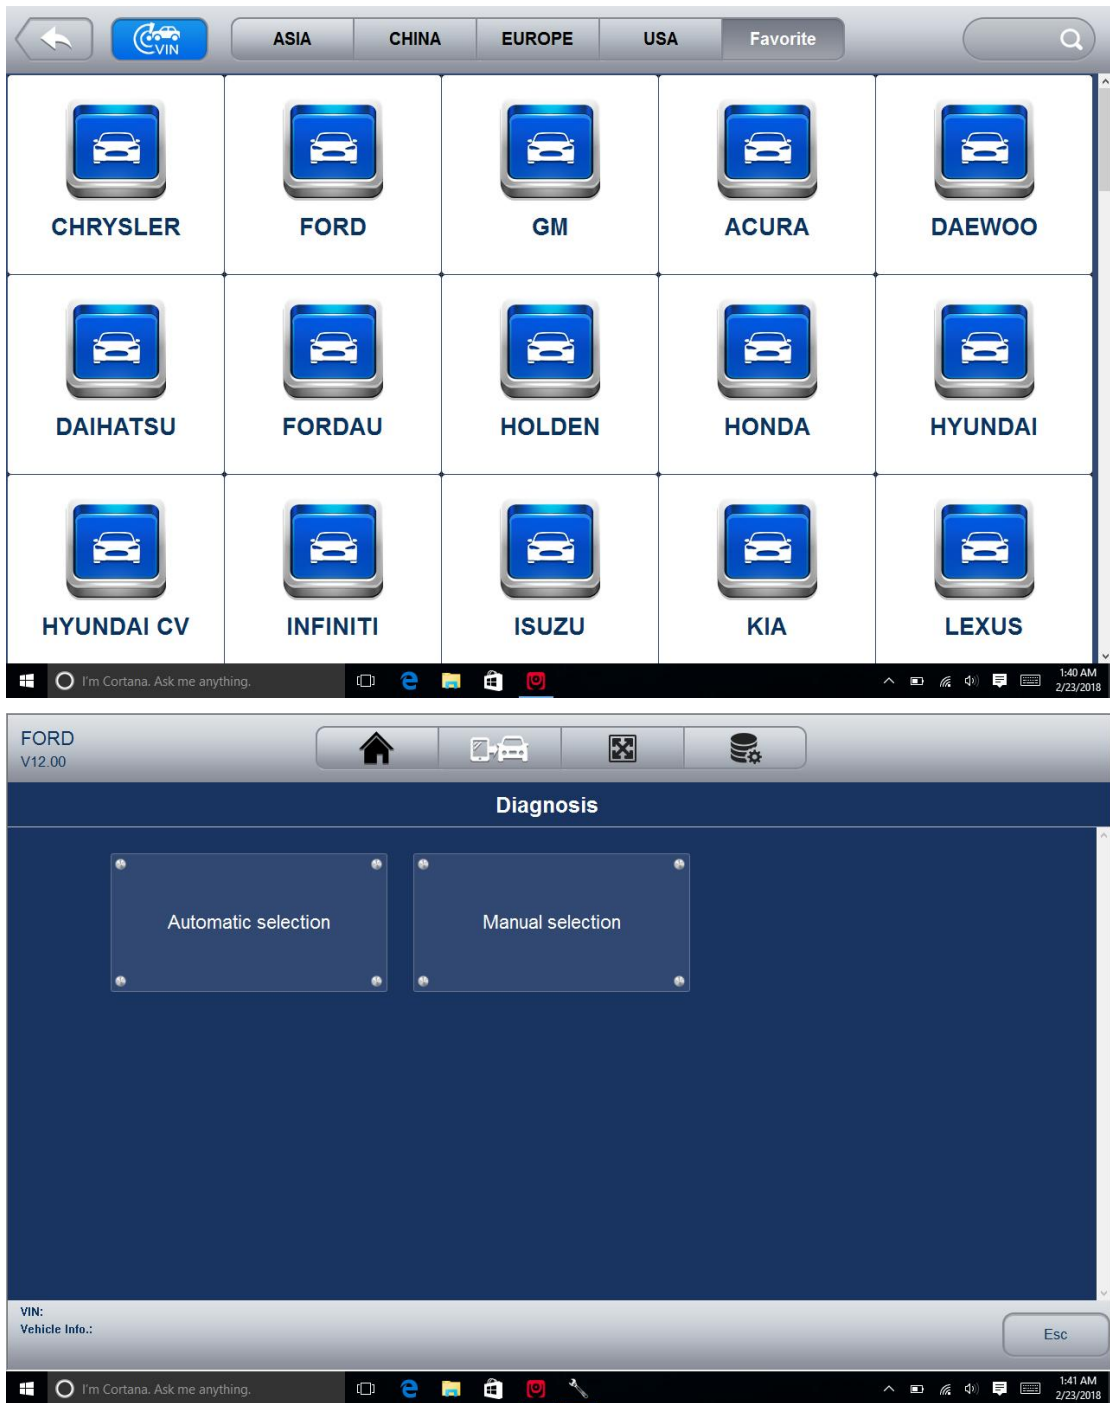 VIN
ASIA
CHINA
EUROPE
USA
Favorite
CHRYSLER
FORD
GM
ACURA
DAEWOO
DAIHATSU
FORDAU
HOLDEN
HONDA
HYUNDAI
HYUNDAI CV
INFINITI
ISUZU
KIA
LEXUS
I'm Cortana. Ask me anything.
1:40 AM
2/23/2018
FORD
V12.00
Diagnosis
Automatic selection
Manual selection
VIN:
Vehicle Info.:
Esc
I'm Cortana. Ask me anything.
1:41 AM
2/23/2018